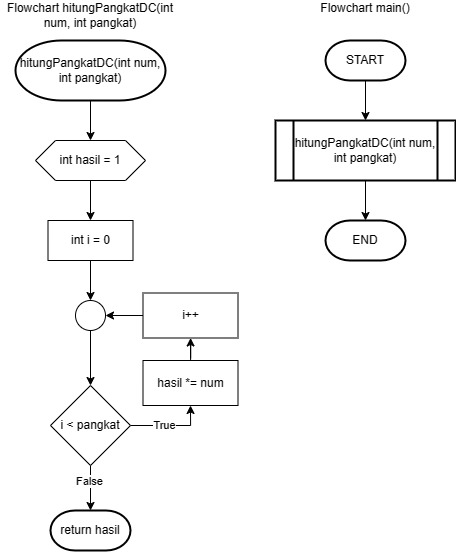 Flowchart hitungPangkatDC(int
num, int pangkat)
hitungPangkatDC(int num,
int pangkat)
int hasil = 1
int i = 0
i++
hasil *= num
i < pangkat
True
False
return hasil
Flowchart main()
START
hitungPangkatDC(int num,
int pangkat)
END